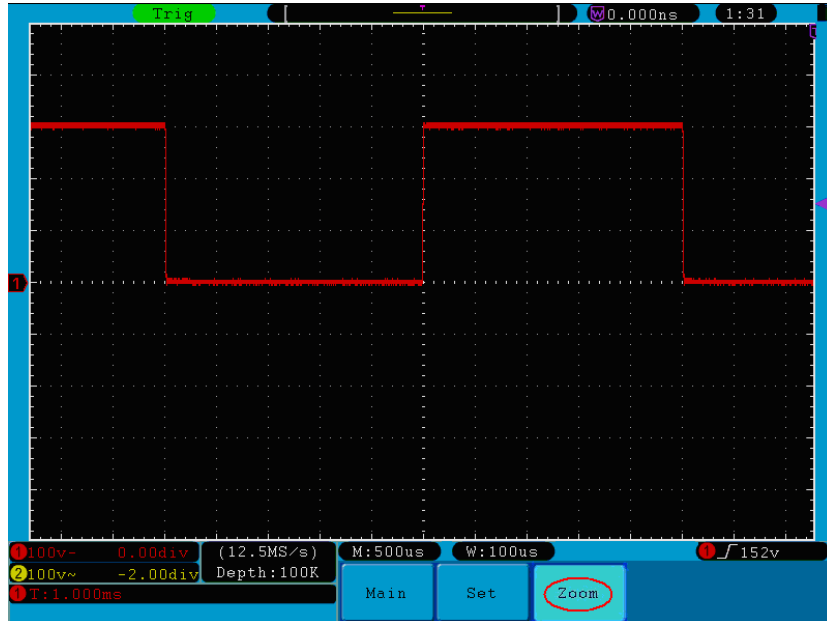 Trig [ T ] W 0.000ns 1:31
1
1 100v- 0.00div (12.5MS/s) M:500us W:100us 1 152v
2 100v~ -2.00div Depth:100K
1 T:1.000ms Main Set Zoom